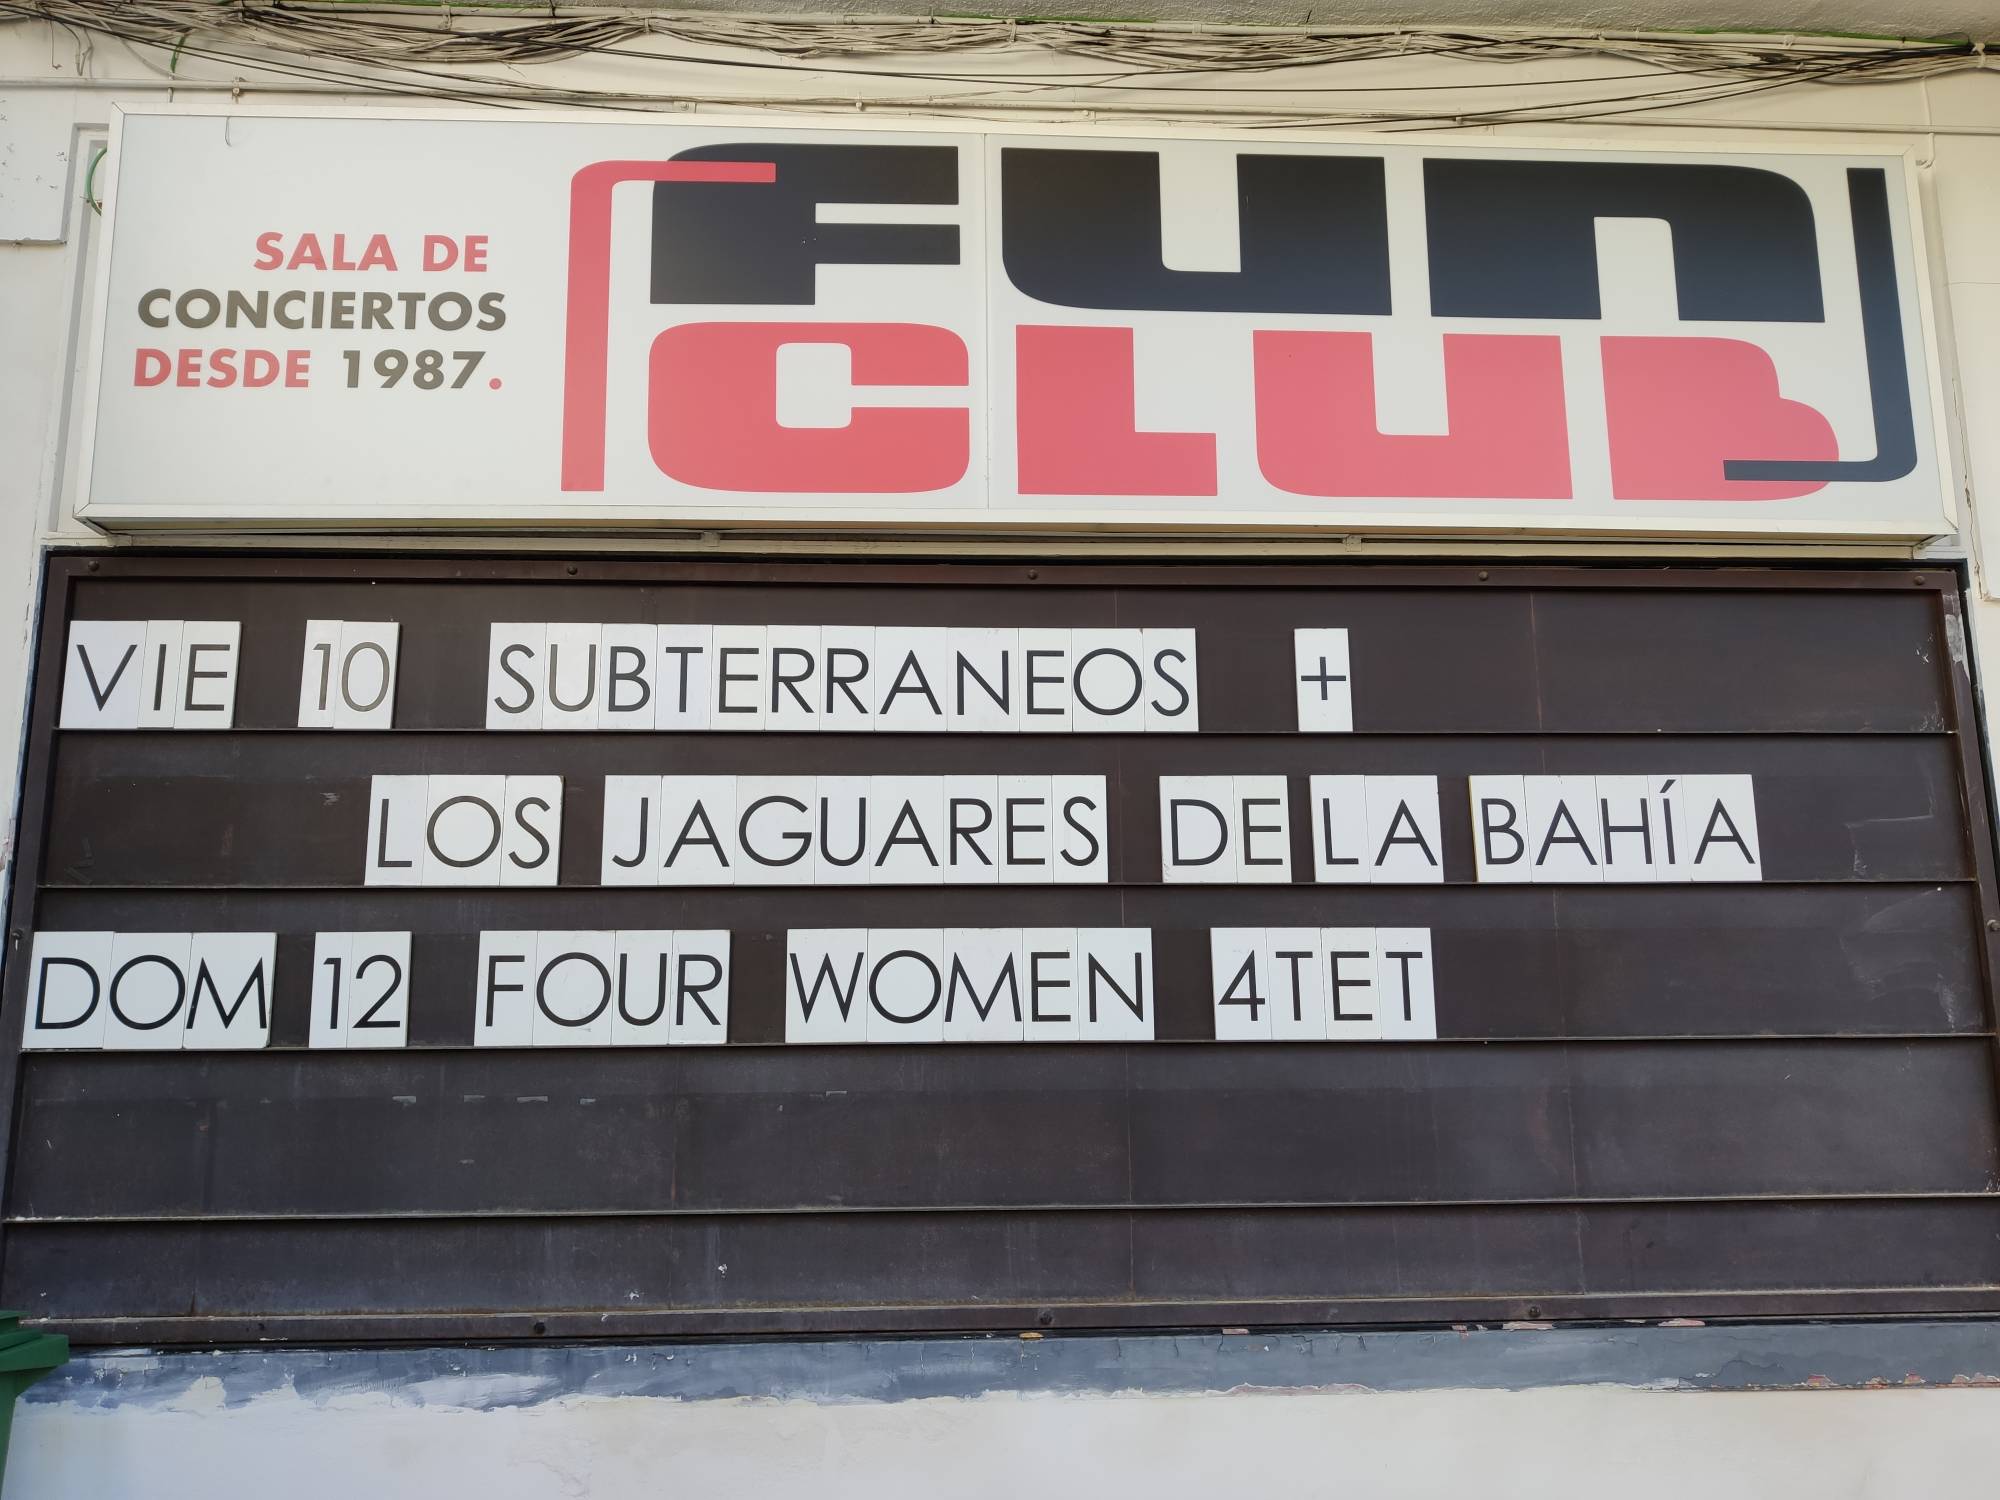 SALA DE
CONCIERTOS
DESDE 1987.
FUN
CLUB
VIE 10 SUBTERRANEOS +
LOS JAGUARES DE LA BAHÍA
DOM 12 FOUR WOMEN 4TET